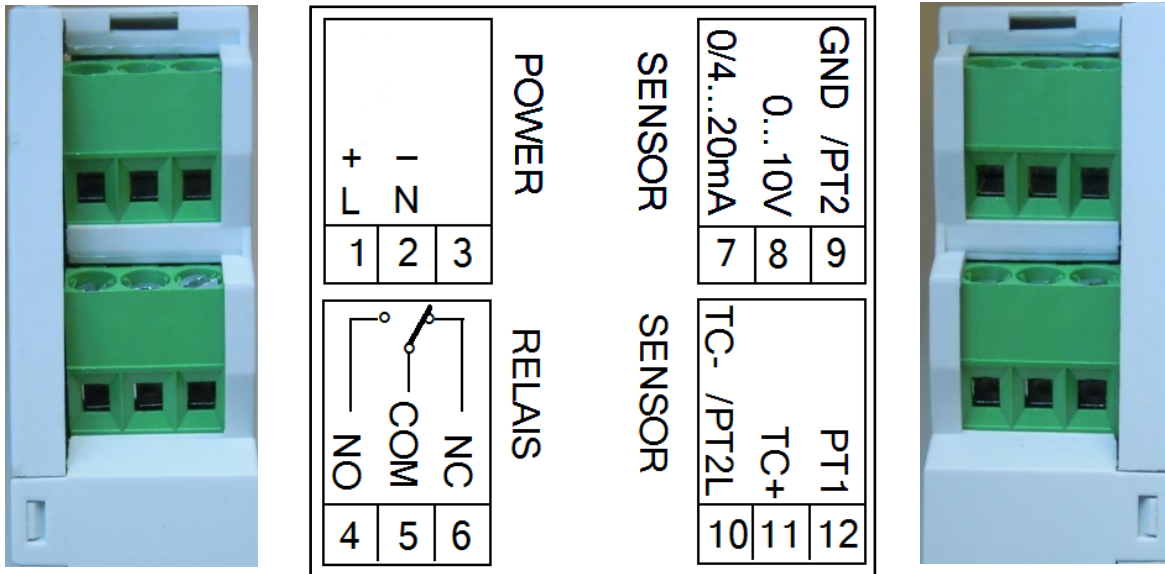 + −
L N
1 2 3
POWER
SENSOR
0/4...20mA
0...10V
GND /PT2
7 8 9
NO
COM
NC
4 5 6
RELAIS
SENSOR
TC- /PT2L
TC+
PT1
10 11 12